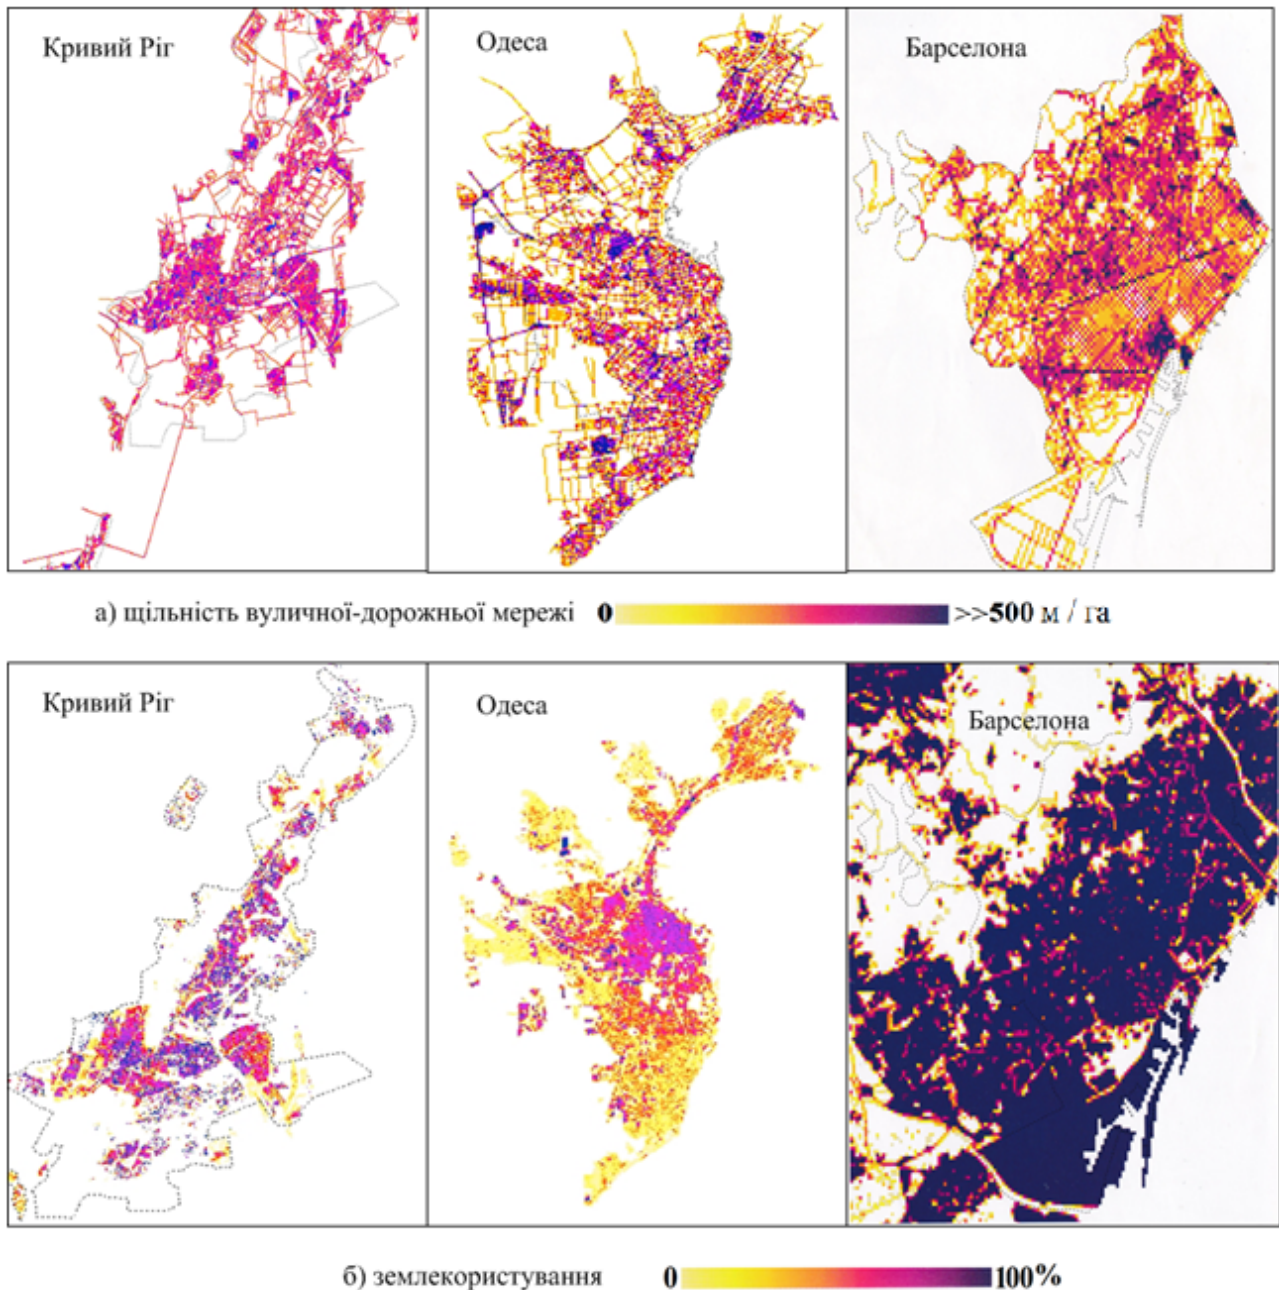 Кривий Ріг
Одеса
Барселона
а) щільність вуличної-дорожньої мережі 0 >>500 м / га
Кривий Ріг
Одеса
Барселона
б) землекористування 0 100%